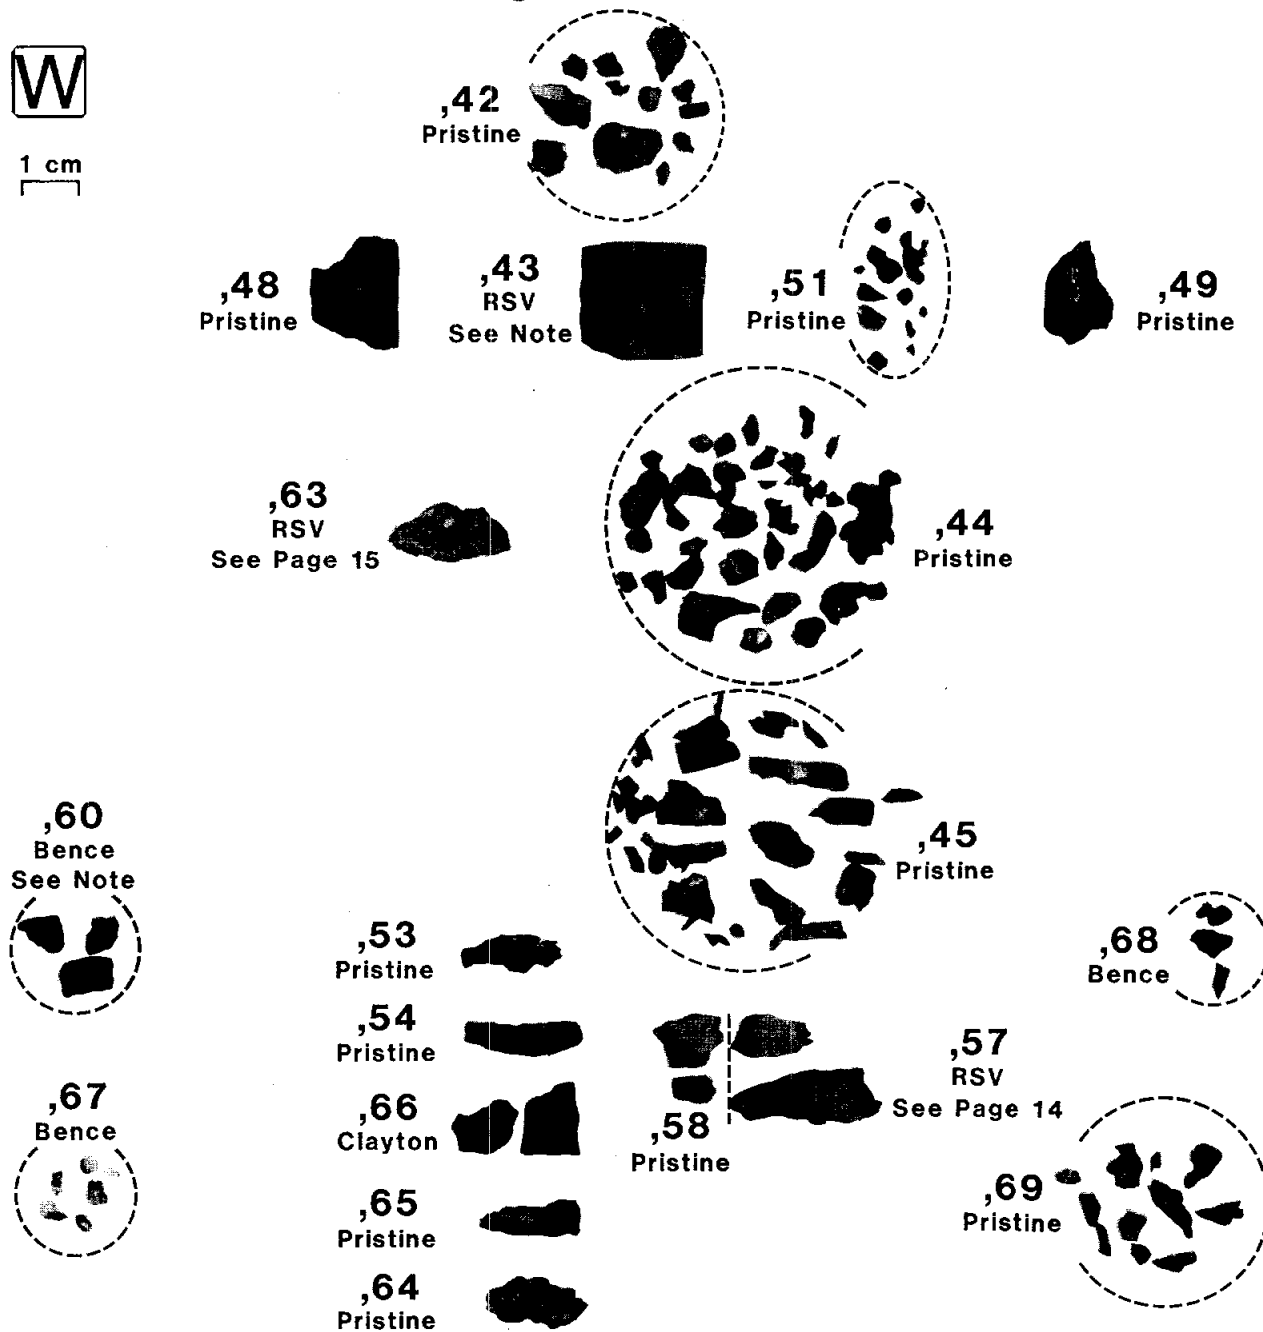 W
1 cm
,42
Pristine
,48
Pristine
,43
RSV
See Note
,51
Pristine
,49
Pristine
,63
RSV
See Page 15
,44
Pristine
,45
Pristine
,60
Bence
See Note
,53
Pristine
,68
Bence
,54
Pristine
,57
RSV
See Page 14
,67
Bence
,66
Clayton
,58
Pristine
,69
Pristine
,65
Pristine
,64
Pristine